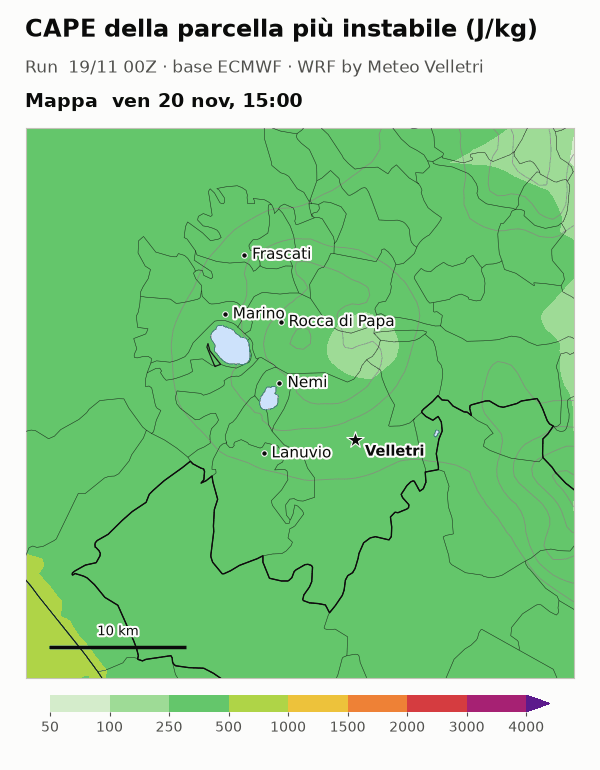 CAPE della parcella più instabile (J/kg)
Run  19/11 00Z · base ECMWF · WRF by Meteo Velletri
Mappa  ven 20 nov, 15:00
Frascati
Marino
Rocca di Papa
Nemi
Velletri
Lanuvio
10 km
50 100 250 500 1000 1500 2000 3000 4000